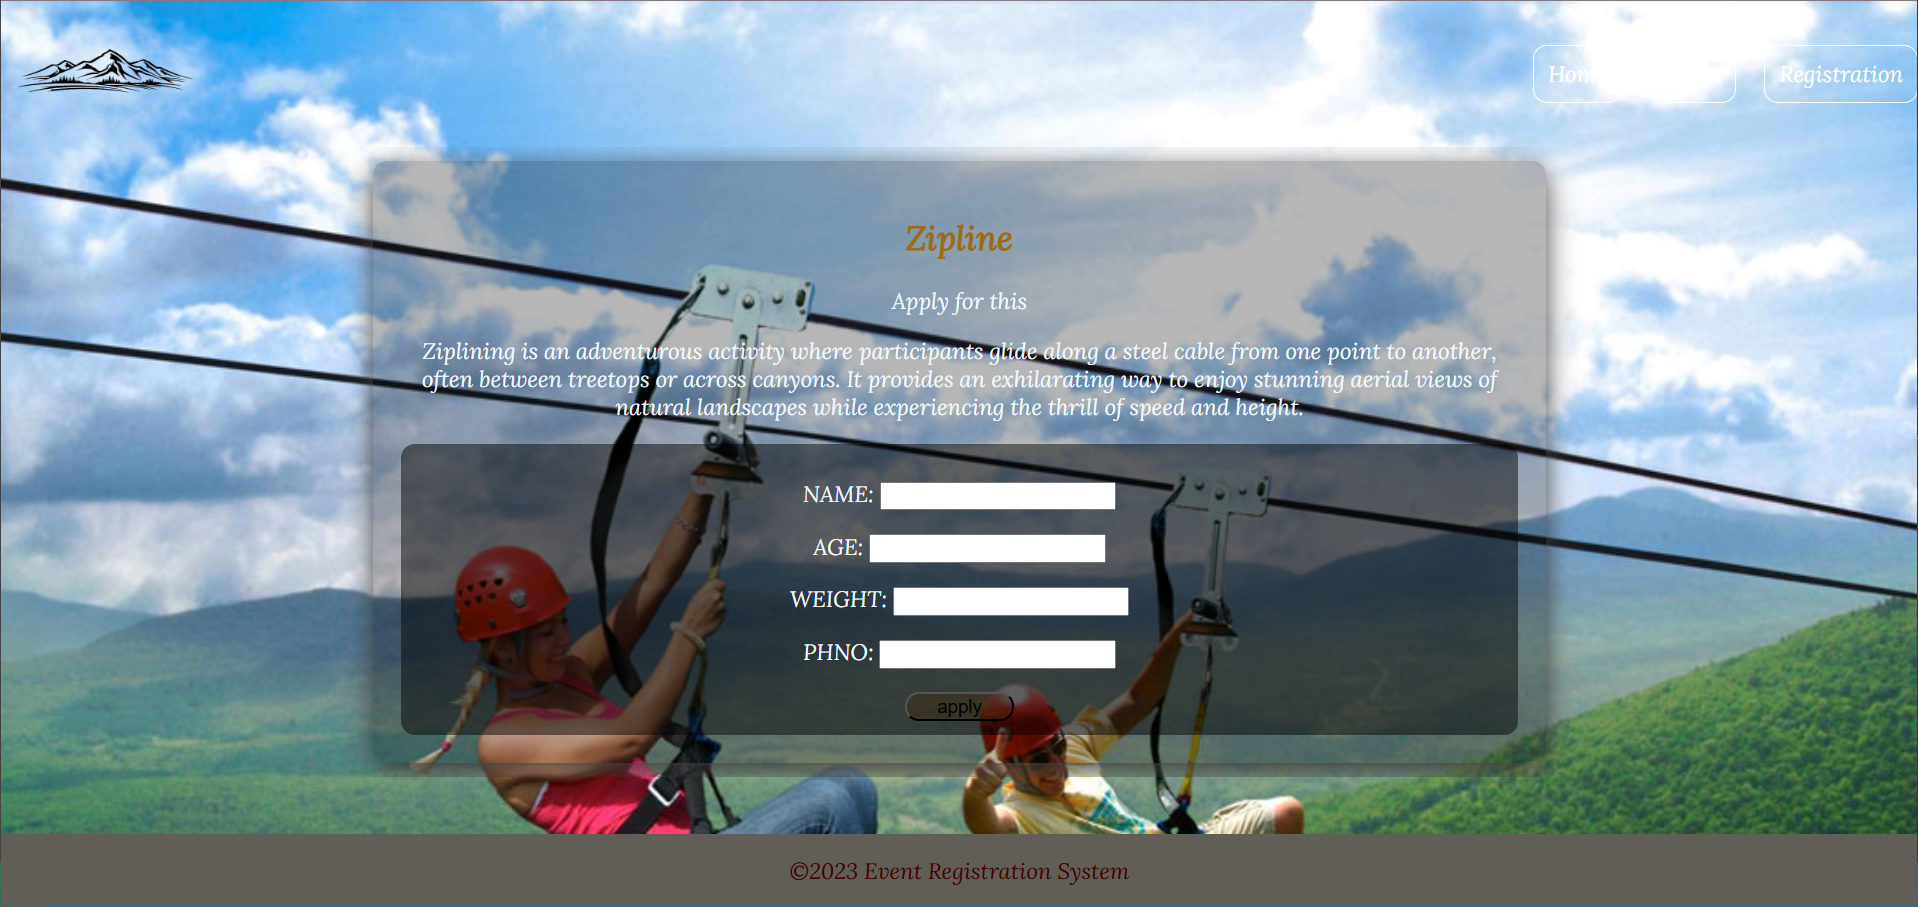 Hom
Registration
Zipline
Apply for this
Ziplining is an adventurous activity where participants glide along a steel cable from one point to another,
often between treetops or across canyons. It provides an exhilarating way to enjoy stunning aerial views of
natural landscapes while experiencing the thrill of speed and height.
NAME:
AGE:
WEIGHT:
PHNO:
apply
©2023 Event Registration System